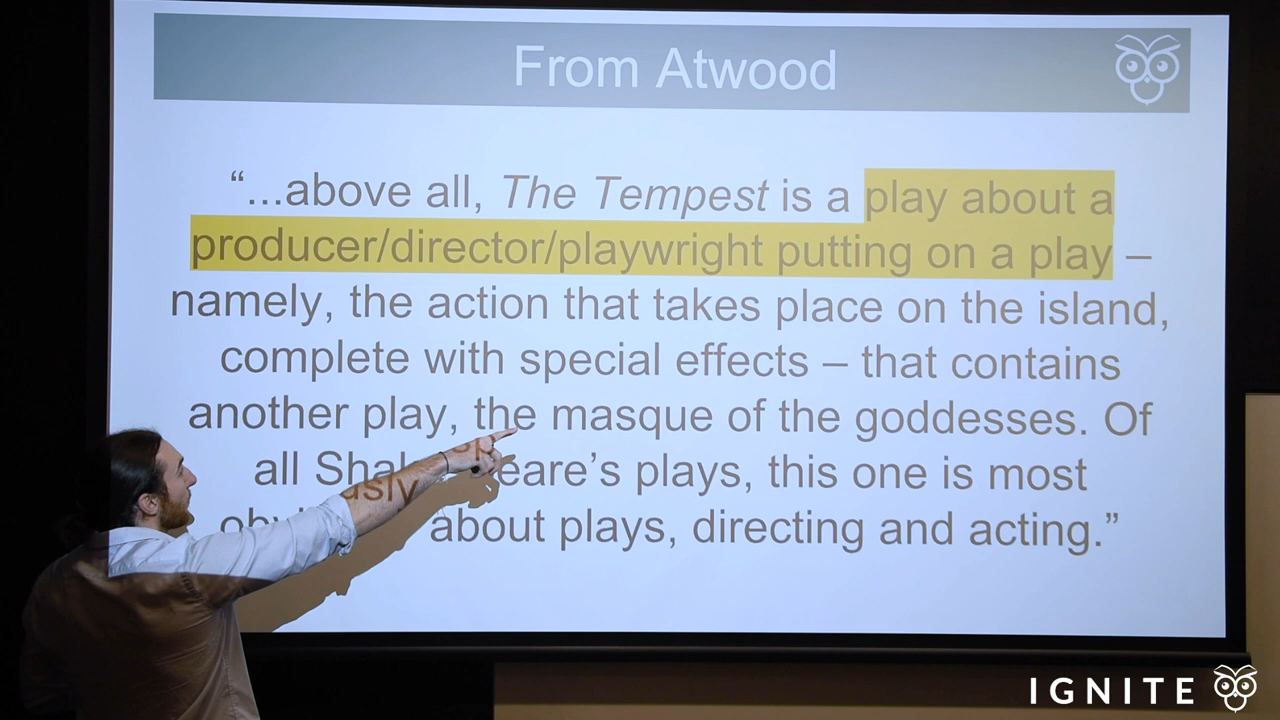 From Atwood
“...above all, The Tempest is a play about a
producer/director/playwright putting on a play –
namely, the action that takes place on the island,
complete with special effects – that contains
another play, the masque of the goddesses. Of
all Shakespeare’s plays, this one is most
obviously about plays, directing and acting.”
IGNITE